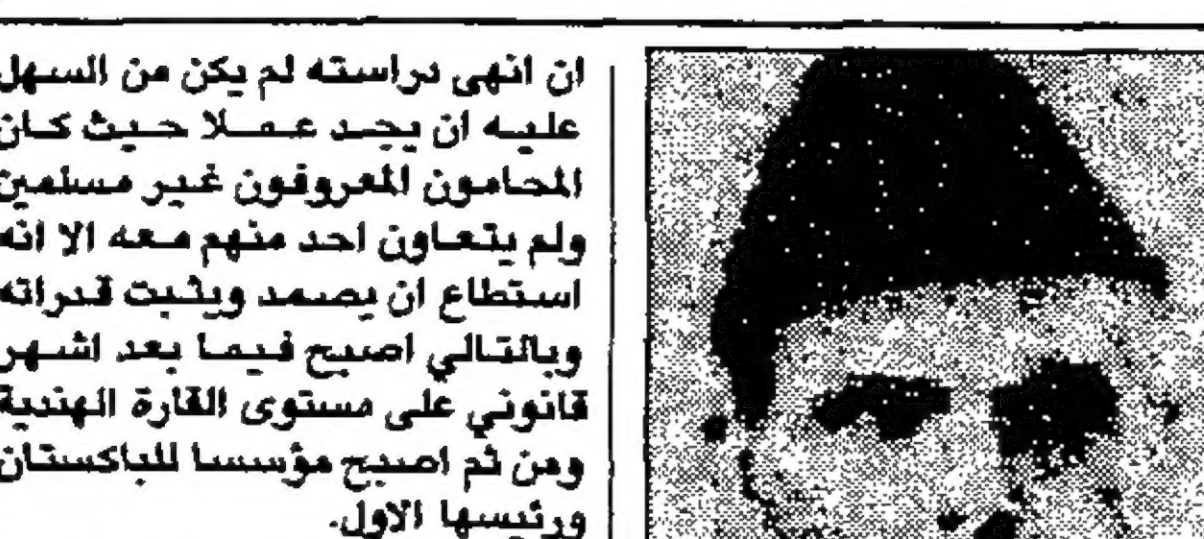 ان انهى دراسته لم يكن من السهل
عليه ان يجد عملا حيث كان
المحامون المعروفون غير مسلمين
ولم يتعاون احد منهم معه الا انه
استطاع ان يصمد ويثبت قدراته
وبالتالي اصبح فيما بعد اشهر
قانوني على مستوى القارة الهندية
ومن ثم اصبح مؤسسا للباكستان
ورئيسها الاول.